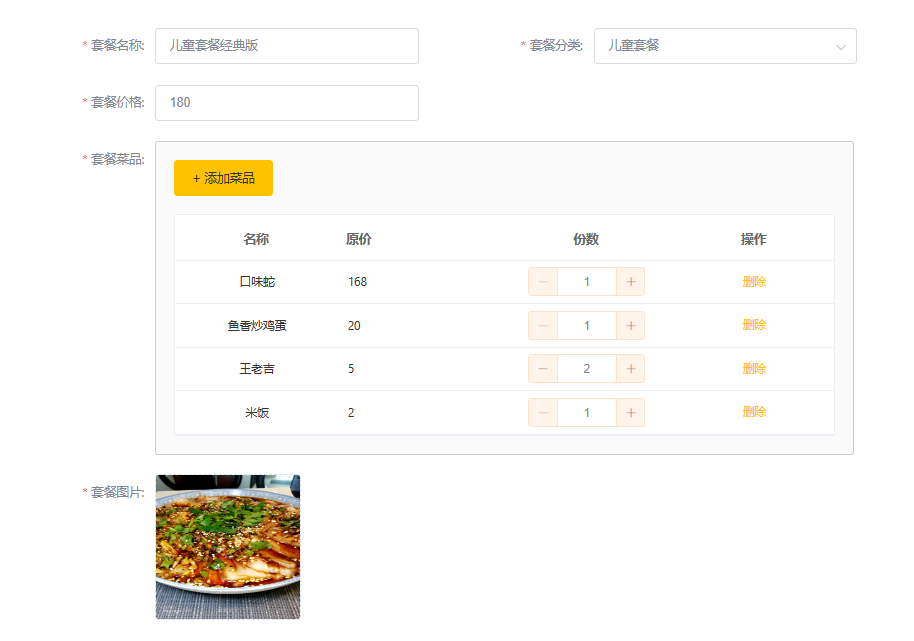 * 套餐名称: 儿童套餐经典版 * 套餐分类: 儿童套餐
* 套餐价格: 180
* 套餐菜品:
+ 添加菜品
名称 原价 份数 操作
口味蛇 168 — 1 + 删除
鱼香炒鸡蛋 20 — 1 + 删除
王老吉 5 — 2 + 删除
米饭 2 — 1 + 删除
* 套餐图片: